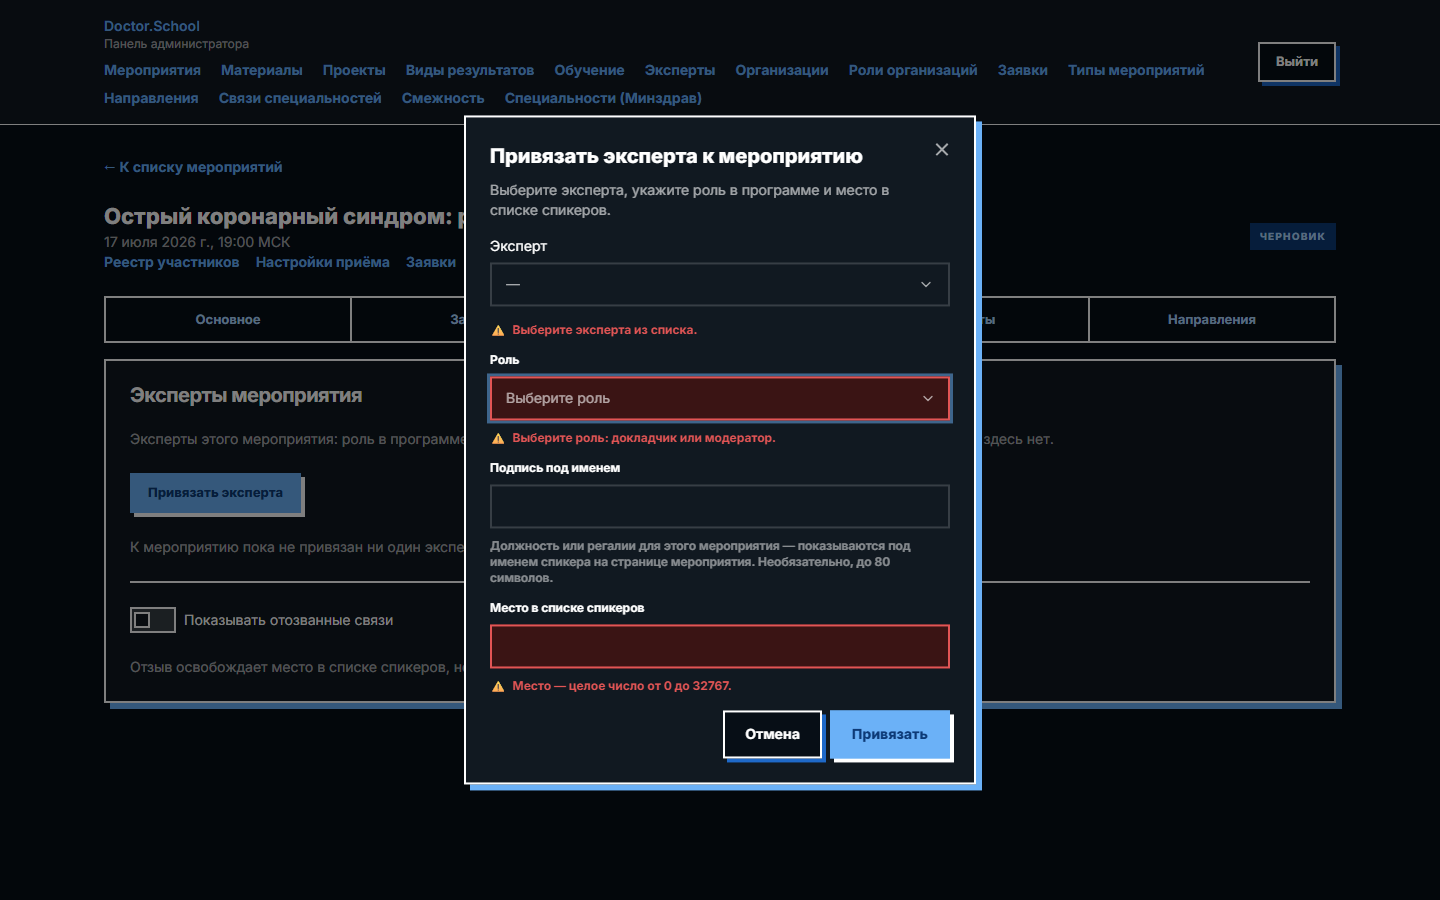 Doctor.School
Панель администратора
Мероприятия Материалы Проекты Виды результатов Обучение Эксперты Организации Роли организаций Заявки Типы мероприятий
Направления Связи специальностей Смежность Специальности (Минздрав)
Выйти
← К списку мероприятий
Острый коронарный синдром:
17 июля 2026 г., 19:00 МСК
ЧЕРНОВИК
Реестр участников Настройки приёма Заявки
Основное
Направления
Эксперты мероприятия
Эксперты этого мероприятия: роль в программе
здесь нет.
Привязать эксперта
К мероприятию пока не привязан ни один
Показывать отозванные связи
Отзыв освобождает место в списке спикеров,
Привязать эксперта к мероприятию
Выберите эксперта, укажите роль в программе и место в
списке спикеров.
Эксперт
—
Выберите эксперта из списка.
Роль
Выберите роль
Выберите роль: докладчик или модератор.
Подпись под именем
Должность или регалии для этого мероприятия — показываются под
именем спикера на странице мероприятия. Необязательно, до 80
символов.
Место в списке спикеров
Место — целое число от 0 до 32767.
Отмена
Привязать